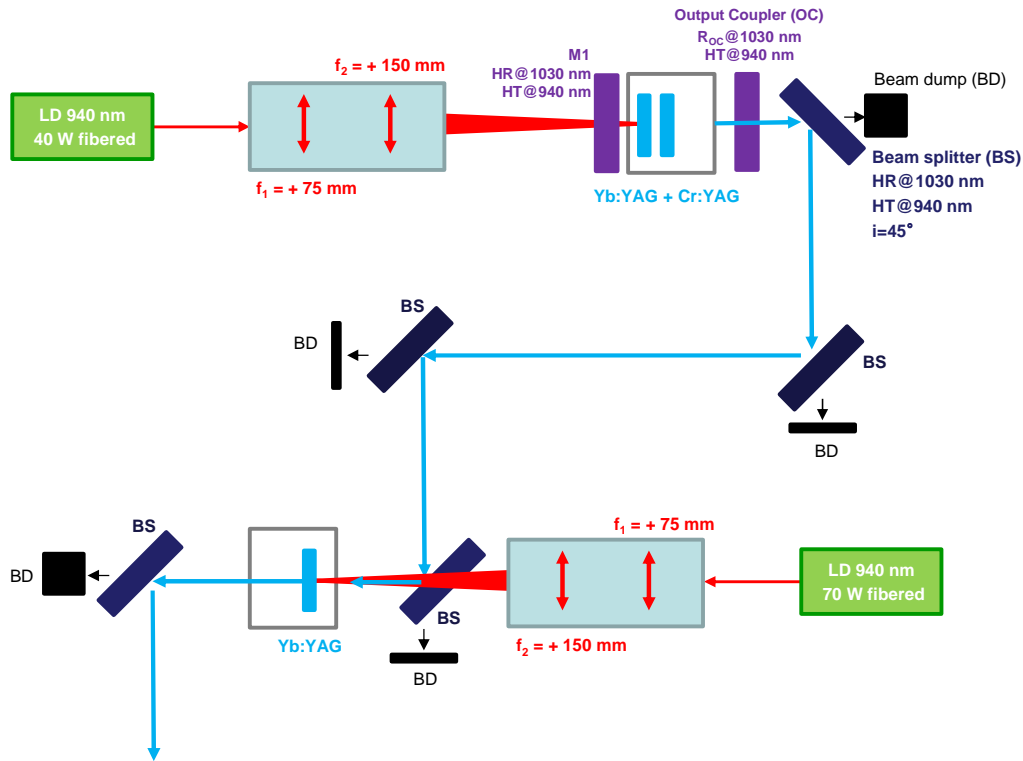 Output Coupler (OC)
R_OC@1030 nm
HT@940 nm
M1
HR@1030 nm
HT@940 nm
f₂ = + 150 mm
LD 940 nm
40 W fibered
f₁ = + 75 mm
Yb:YAG + Cr:YAG
Beam dump (BD)
Beam splitter (BS)
HR@1030 nm
HT@940 nm
i=45°
BS
BD
BS
BD
BS
BD
f₁ = + 75 mm
LD 940 nm
70 W fibered
BS
Yb:YAG
f₂ = + 150 mm
BD